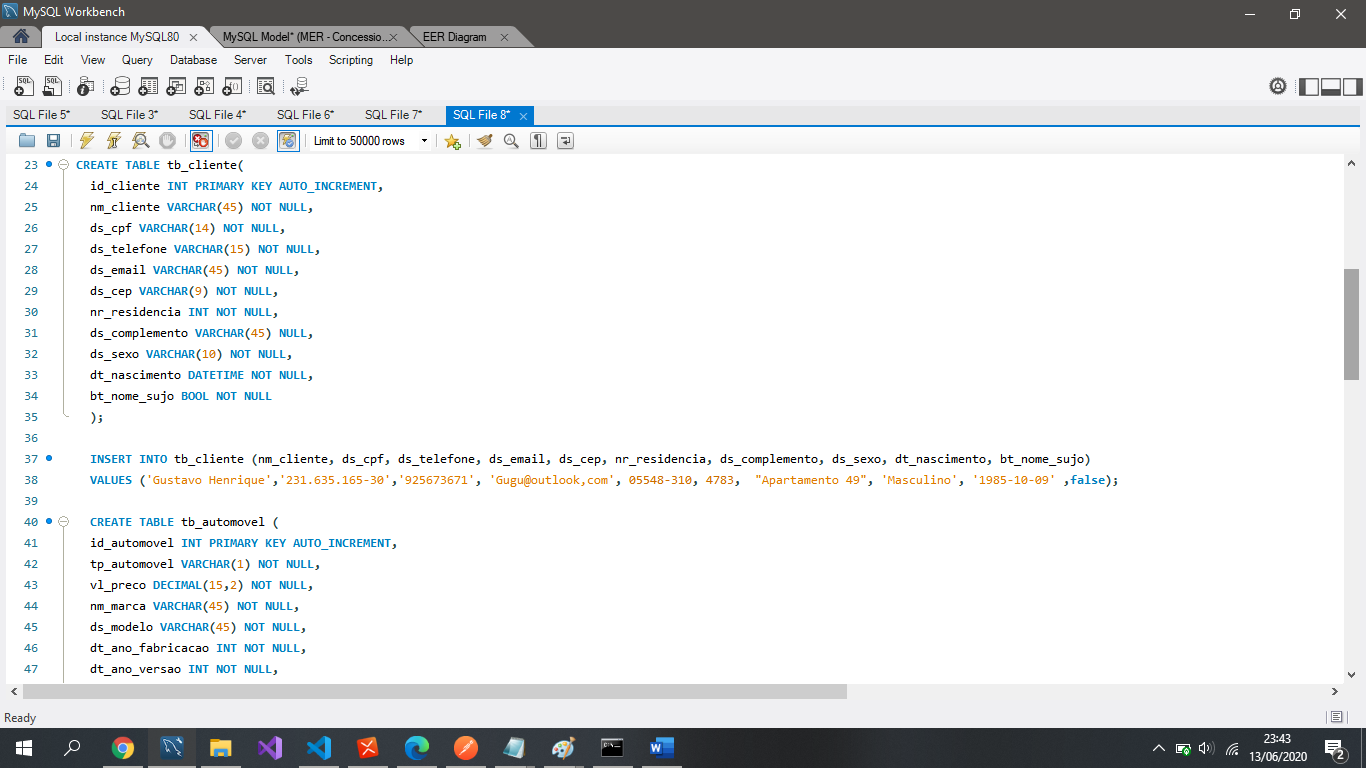 MySQL Workbench
Local instance MySQL80 MySQL Model* (MER - Concessio... EER Diagram
File Edit View Query Database Server Tools Scripting Help
SQL File 5* SQL File 3* SQL File 4* SQL File 6* SQL File 7* SQL File 8*
Limit to 50000 rows
23 CREATE TABLE tb_cliente(
24 id_cliente INT PRIMARY KEY AUTO_INCREMENT,
25 nm_cliente VARCHAR(45) NOT NULL,
26 ds_cpf VARCHAR(14) NOT NULL,
27 ds_telefone VARCHAR(15) NOT NULL,
28 ds_email VARCHAR(45) NOT NULL,
29 ds_cep VARCHAR(9) NOT NULL,
30 nr_residencia INT NOT NULL,
31 ds_complemento VARCHAR(45) NULL,
32 ds_sexo VARCHAR(10) NOT NULL,
33 dt_nascimento DATETIME NOT NULL,
34 bt_nome_sujo BOOL NOT NULL
35 );
36
37 INSERT INTO tb_cliente (nm_cliente, ds_cpf, ds_telefone, ds_email, ds_cep, nr_residencia, ds_complemento, ds_sexo, dt_nascimento, bt_nome_sujo)
38 VALUES ('Gustavo Henrique','231.635.165-30','925673671', 'Gugu@outlook,com', 05548-310, 4783, "Apartamento 49", 'Masculino', '1985-10-09' ,false);
39
40 CREATE TABLE tb_automovel (
41 id_automovel INT PRIMARY KEY AUTO_INCREMENT,
42 tp_automovel VARCHAR(1) NOT NULL,
43 vl_preco DECIMAL(15,2) NOT NULL,
44 nm_marca VARCHAR(45) NOT NULL,
45 ds_modelo VARCHAR(45) NOT NULL,
46 dt_ano_fabricacao INT NOT NULL,
47 dt_ano_versao INT NOT NULL,
Ready
23:43
13/06/2020
2